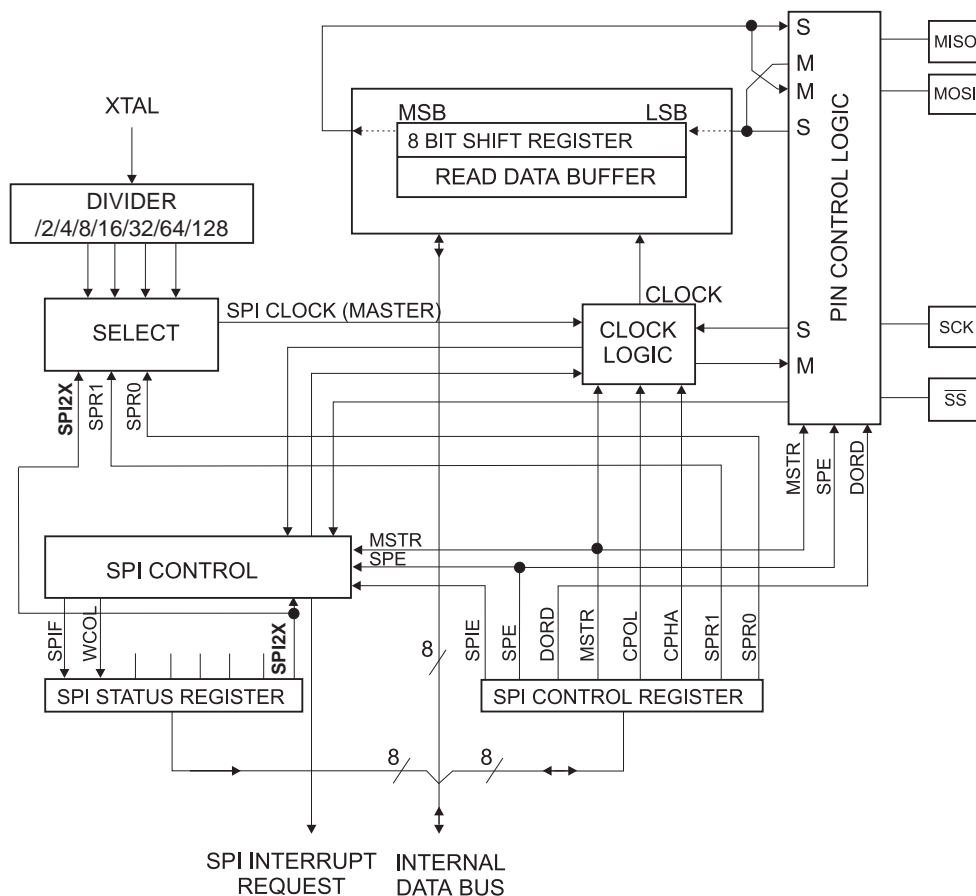 S
MISO
M
MOSI
M
XTAL
MSB
LSB
S
8 BIT SHIFT REGISTER
READ DATA BUFFER
DIVIDER
/2/4/8/16/32/64/128
PIN CONTROL LOGIC
SPI CLOCK (MASTER)
CLOCK
SELECT
CLOCK
LOGIC
S
SCK
M
SPI2X
SPR1
SPR0
SS
MSTR
SPE
DORD
MSTR
SPE
SPI CONTROL
SPIF
WCOL
SPI2X
SPIE
SPE
DORD
MSTR
CPOL
CPHA
SPR1
SPR0
8
SPI STATUS REGISTER
SPI CONTROL REGISTER
8
8
SPI INTERRUPT
REQUEST
INTERNAL
DATA BUS